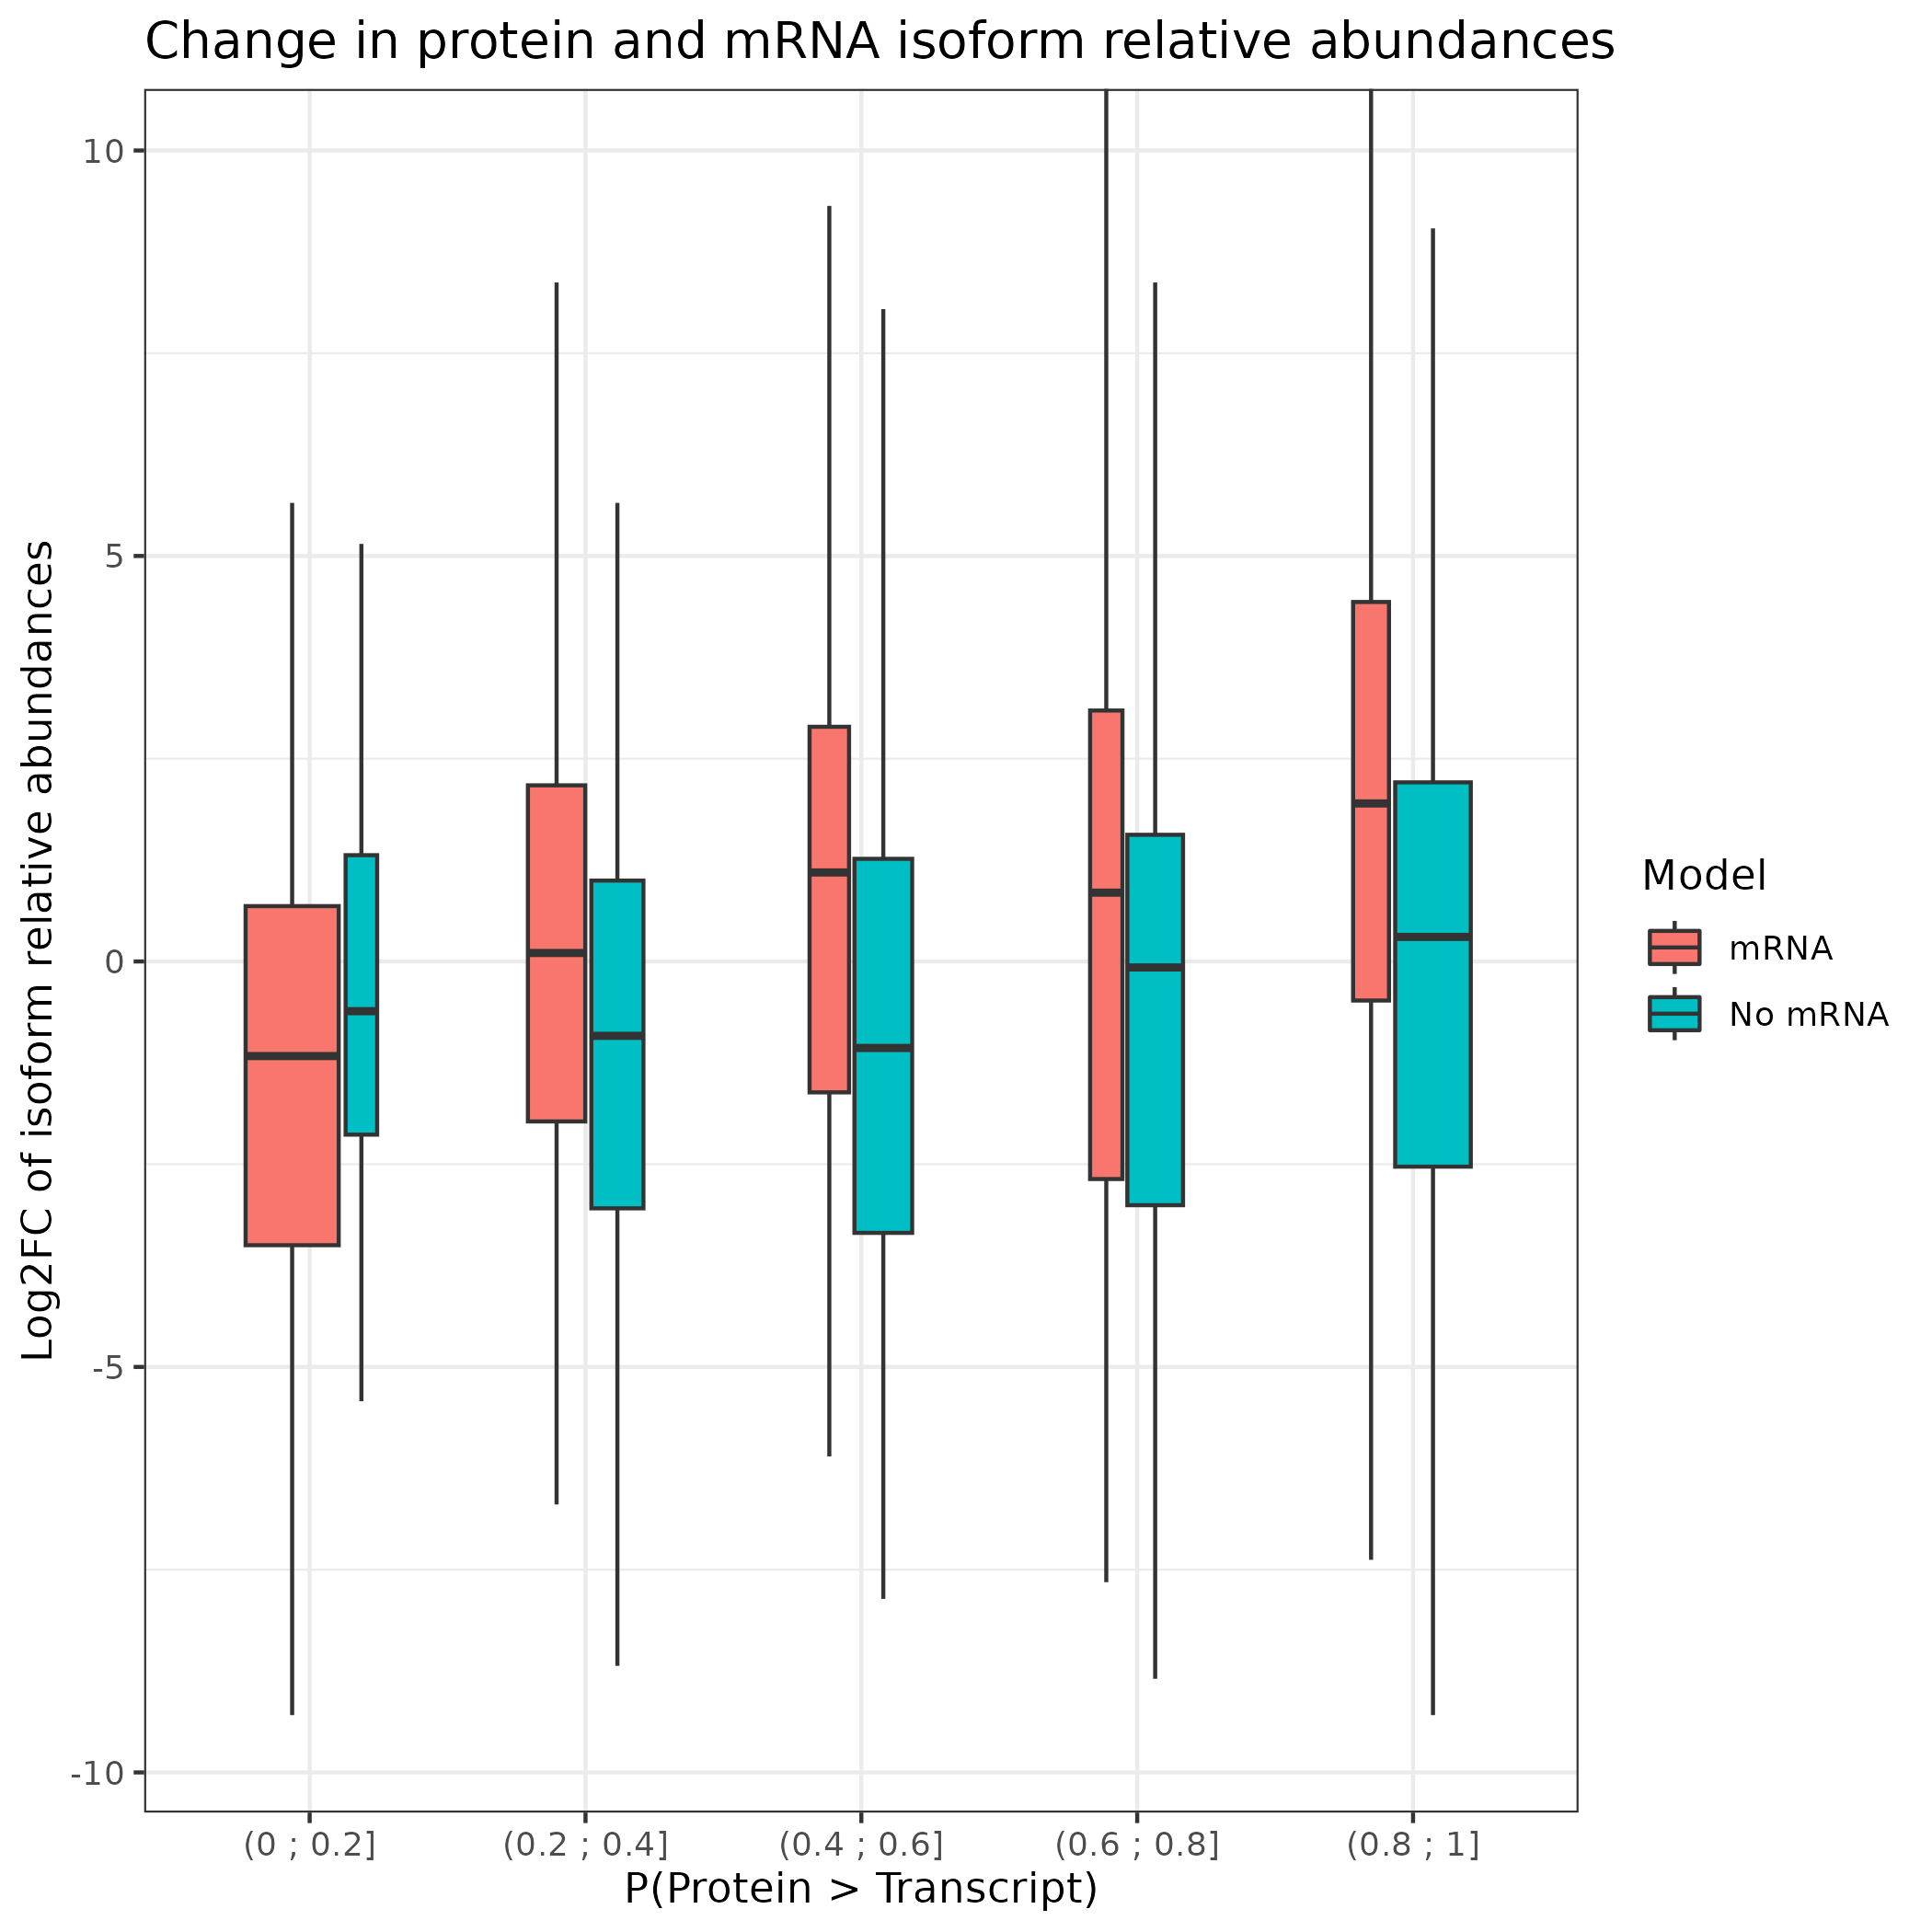 Change in protein and mRNA isoform relative abundances
Log2FC of isoform relative abundances
10
5
0
-5
-10
(0 ; 0.2]
(0.2 ; 0.4]
(0.4 ; 0.6]
(0.6 ; 0.8]
(0.8 ; 1]
P(Protein > Transcript)
Model
mRNA
No mRNA